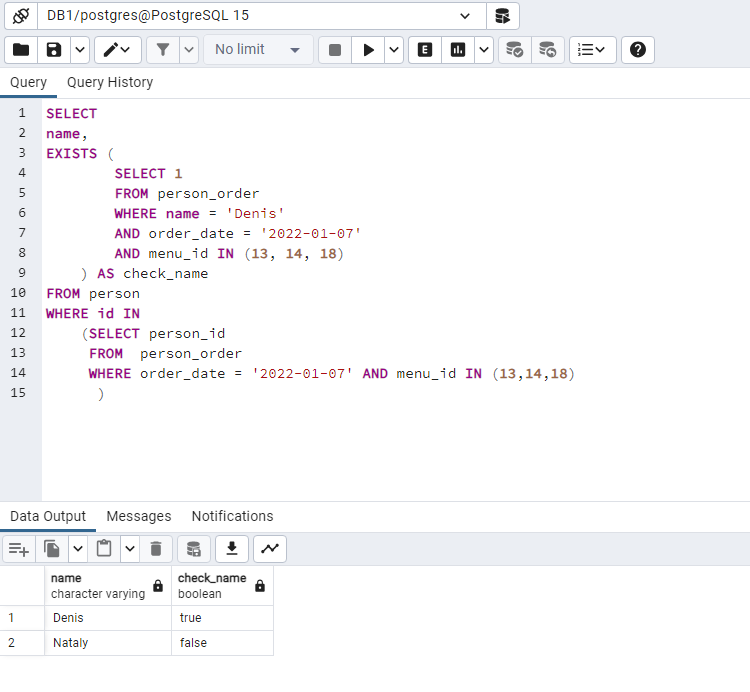 DB1/postgres@PostgreSQL 15
No limit
E
Query Query History
1 SELECT
2 name,
3 EXISTS (
4 SELECT 1
5 FROM person_order
6 WHERE name = 'Denis'
7 AND order_date = '2022-01-07'
8 AND menu_id IN (13, 14, 18)
9 ) AS check_name
10 FROM person
11 WHERE id IN
12 (SELECT person_id
13 FROM person_order
14 WHERE order_date = '2022-01-07' AND menu_id IN (13,14,18)
15 )
Data Output Messages Notifications
name check_name
character varying boolean
1 Denis true
2 Nataly false